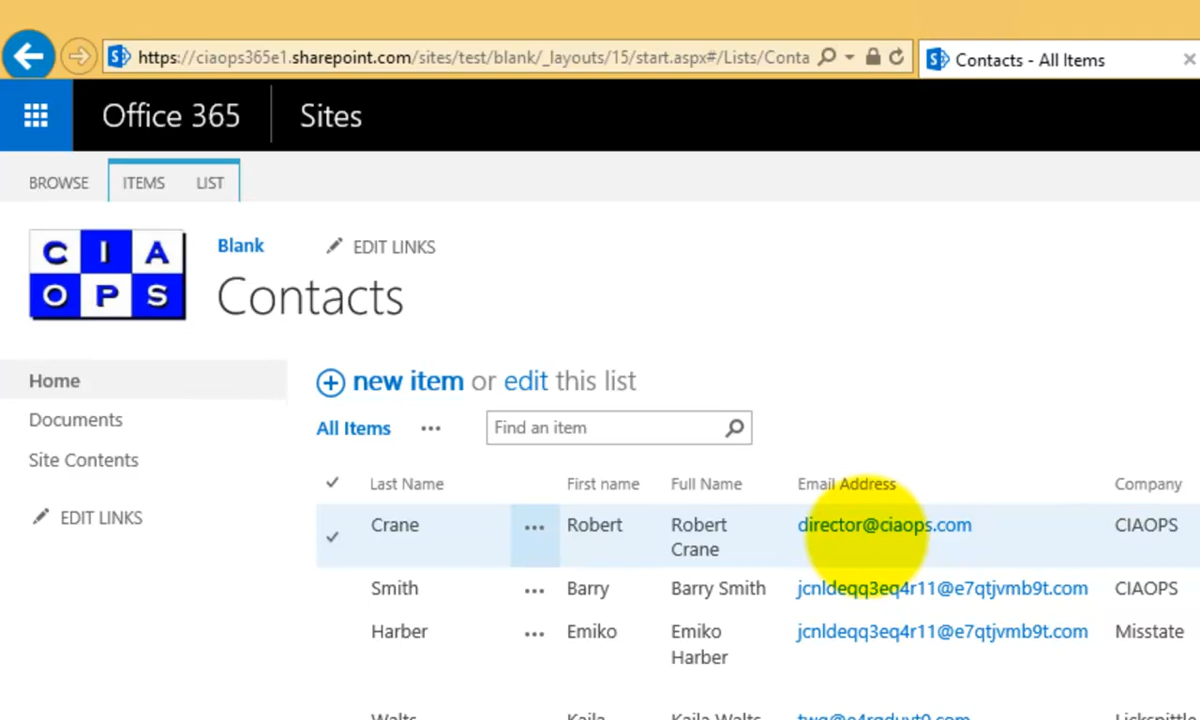 https://ciaops365e1.sharepoint.com/sites/test/blank/_layouts/15/start.aspx#/Lists/Conta
Contacts - All Items
Office 365
Sites
BROWSE
ITEMS
LIST
C I A
O P S
Blank
EDIT LINKS
Contacts
Home
Documents
Site Contents
EDIT LINKS
new item or edit this list
All Items
Find an item
Last Name First name Full Name Email Address Company
Crane Robert Robert director@ciaops.com CIAOPS
Crane
Smith Barry Barry Smith jcnldeqq3eq4r11@e7qtjvmb9t.com CIAOPS
Harber Emiko Emiko jcnldeqq3eq4r11@e7qtjvmb9t.com Misstate
Harber
Walts Kaila Kaila Walts